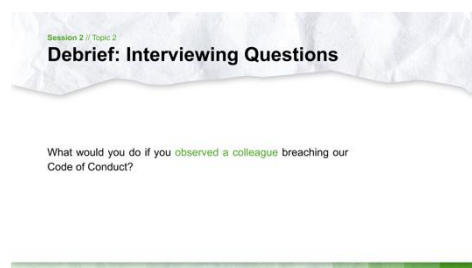 Session 2 // Topic 2
Debrief: Interviewing Questions
What would you do if you observed a colleague breaching our
Code of Conduct?